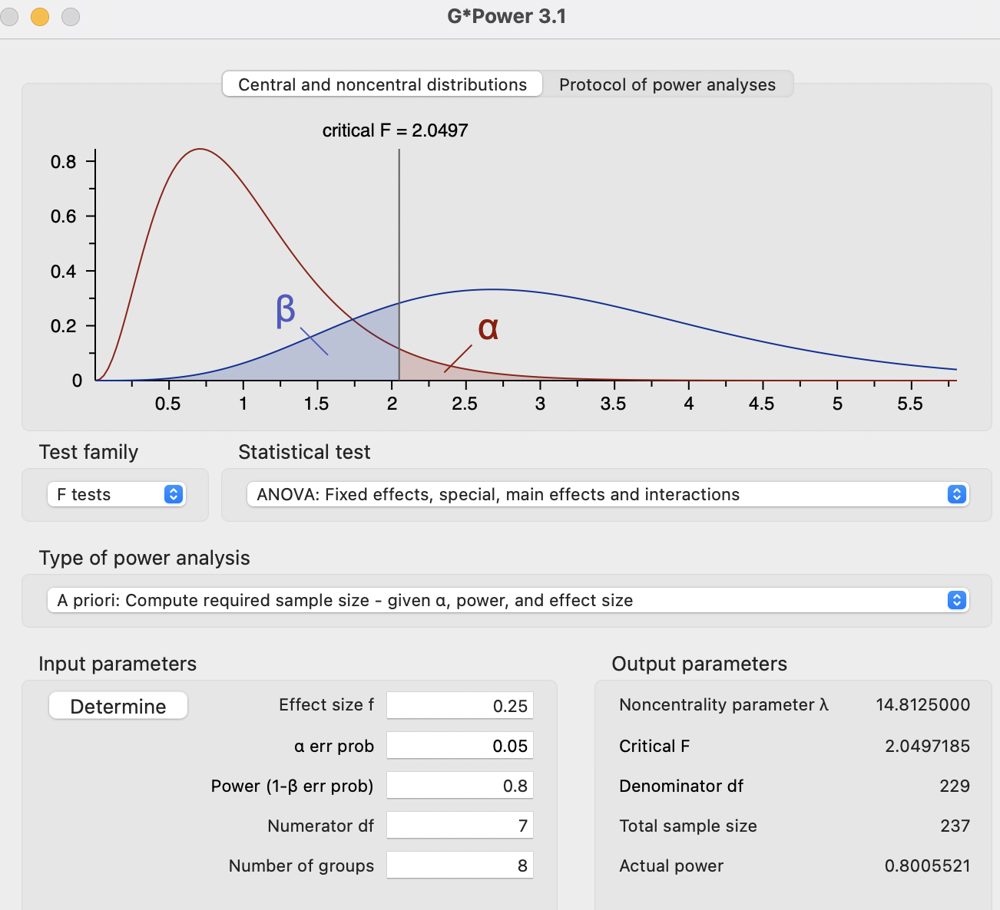 G*Power 3.1
Central and noncentral distributions Protocol of power analyses
critical F = 2.0497
0.8
0.6
0.4
0.2
0
β
α
0.5 1 1.5 2 2.5 3 3.5 4 4.5 5 5.5
Test family Statistical test
F tests ANOVA: Fixed effects, special, main effects and interactions
Type of power analysis
A priori: Compute required sample size - given α, power, and effect size
Input parameters Output parameters
Determine Effect size f 0.25 Noncentrality parameter λ 14.8125000
α err prob 0.05 Critical F 2.0497185
Power (1-β err prob) 0.8 Denominator df 229
Numerator df 7 Total sample size 237
Number of groups 8 Actual power 0.8005521